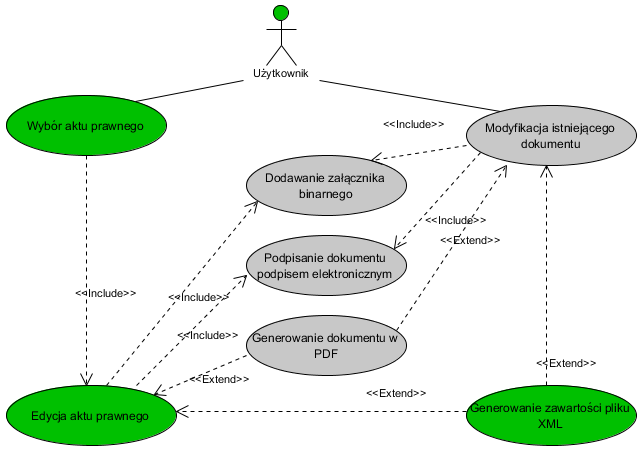 Użytkownik
Wybór aktu prawnego
Modyfikacja istniejącego
dokumentu
<<Include>>
Dodawanie załącznika
binarnego
<<Include>>
<<Extend>>
Podpisanie dokumentu
podpisem elektronicznym
<<Include>>
<<Include>>
<<Include>>
Generowanie dokumentu w
PDF
<<Extend>>
<<Extend>>
<<Extend>>
Edycja aktu prawnego
Generowanie zawartości pliku
XML